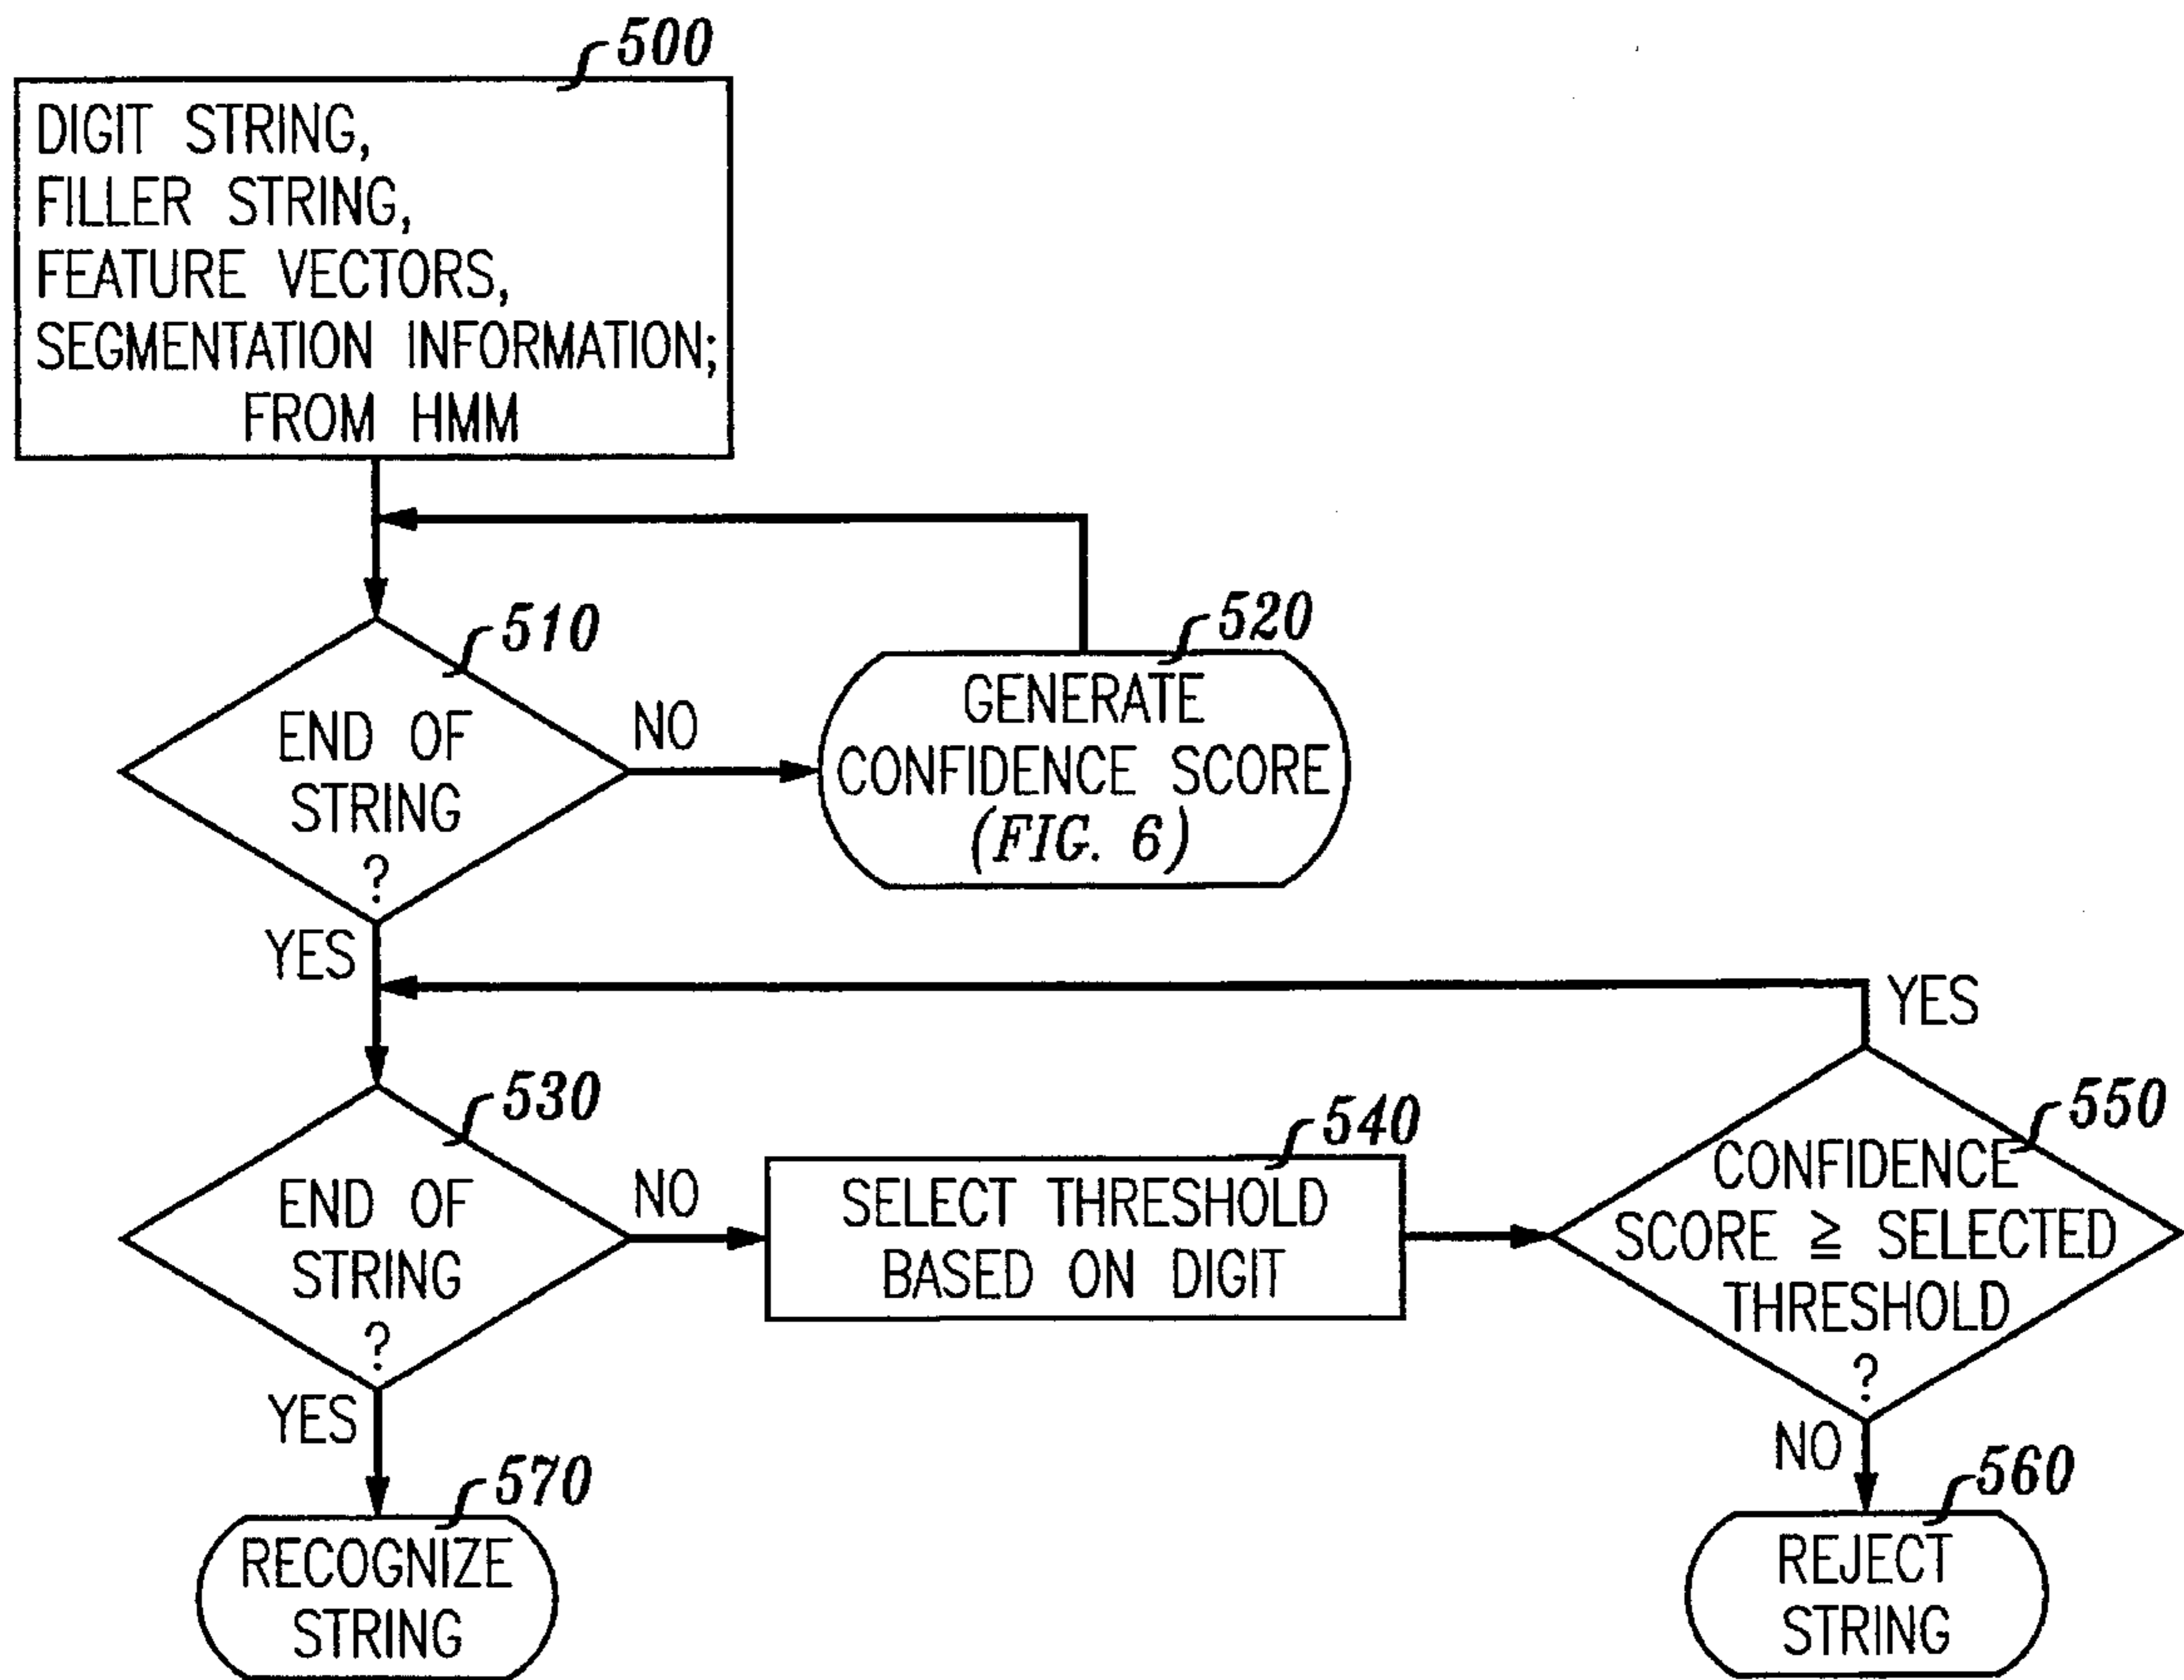 500
DIGIT STRING,
FILLER STRING,
FEATURE VECTORS,
SEGMENTATION INFORMATION;
FROM HMM
510
END OF
STRING
?
NO
520
GENERATE
CONFIDENCE SCORE
(FIG. 6)
YES
YES
530
END OF
STRING
?
NO
540
SELECT THRESHOLD
BASED ON DIGIT
550
CONFIDENCE
SCORE ≧ SELECTED
THRESHOLD
?
YES
NO
570
RECOGNIZE
STRING
560
REJECT
STRING